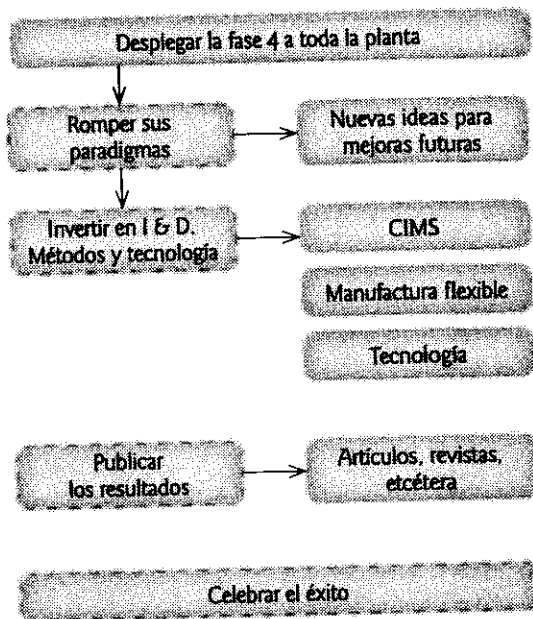 Desplegar la fase 4 a toda la planta
Romper sus
paradigmas
Nuevas ideas para
mejoras futuras
Invertir en I & D.
Métodos y tecnología
CIMS
Manufactura flexible
Tecnología
Publicar
los resultados
Artículos, revistas,
etcétera
Celebrar el éxito